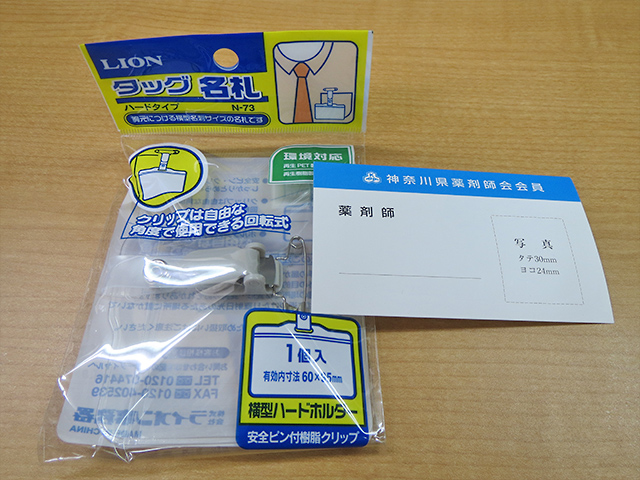 LION
タッグ 名札
ハードタイプ N-73
胸元につける横型名刺サイズの名札です
環境対応
クリップは自由な
角度で使用できる回転式
神奈川県薬剤師会会員
薬剤師
写真
タテ30mm
ヨコ24mm
1個入
有効内寸法 60×95mm
横型ハードホルダー
安全ピン付樹脂クリップ
TEL 0120-074416
FAX 0120-402539